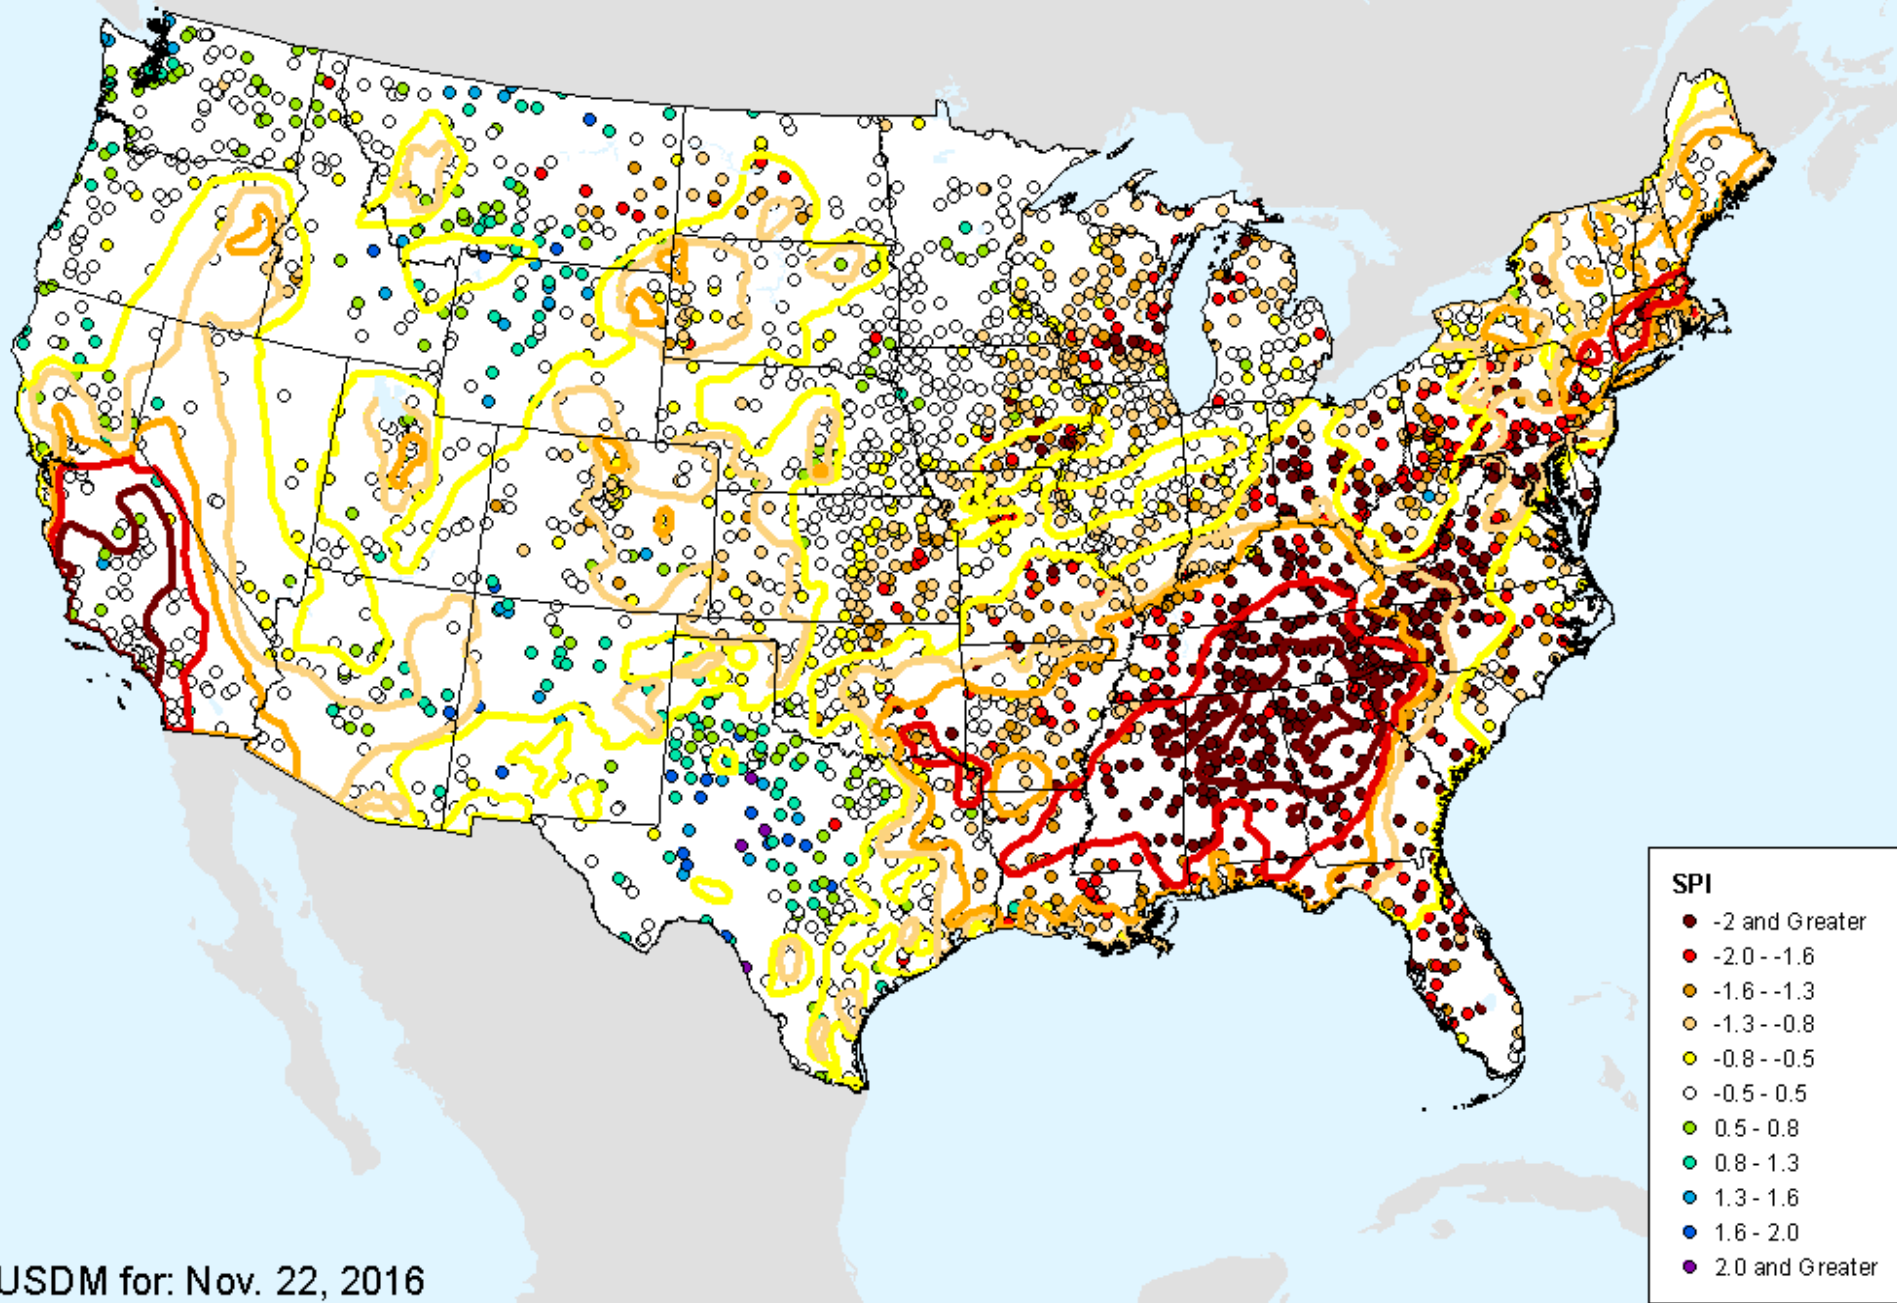 SPI
-2 and Greater
-2.0 - -1.6
-1.6 - -1.3
-1.3 - -0.8
-0.8 - -0.5
-0.5 - 0.5
0.5 - 0.8
0.8 - 1.3
1.3 - 1.6
1.6 - 2.0
2.0 and Greater
USDM for: Nov. 22, 2016